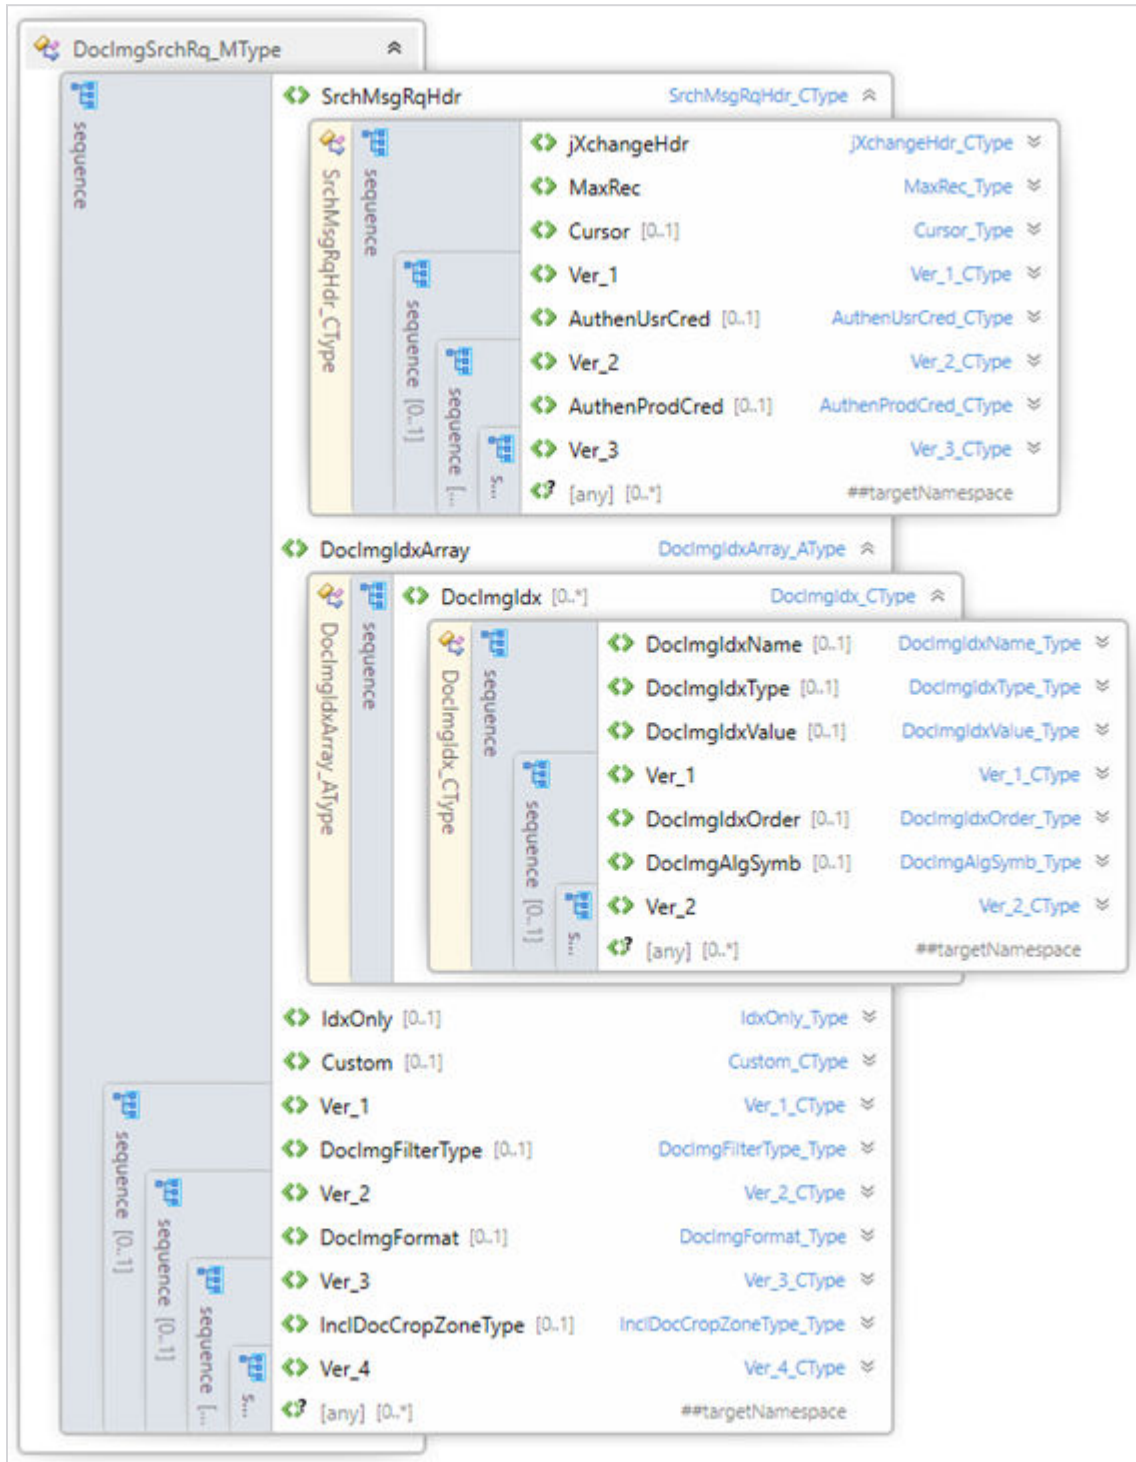 DocImgSrchRq_MType
sequence
SrchMsgRqHdr SrchMsgRqHdr_CType
SrchMsgRqHdr_CType
sequence
sequence [0..1]
sequence [...
s...
jXchangeHdr jXchangeHdr_CType
MaxRec MaxRec_Type
Cursor [0..1] Cursor_Type
Ver_1 Ver_1_CType
AuthenUsrCred [0..1] AuthenUsrCred_CType
Ver_2 Ver_2_CType
AuthenProdCred [0..1] AuthenProdCred_CType
Ver_3 Ver_3_CType
[any] [0..*] ##targetNamespace
DocImgIdxArray DocImgIdxArray_AType
DocImgIdxArray_AType
sequence
DocImgIdx [0..*] DocImgIdx_CType
DocImgIdx_CType
sequence
sequence [0..1]
s...
DocImgIdxName [0..1] DocImgIdxName_Type
DocImgIdxType [0..1] DocImgIdxType_Type
DocImgIdxValue [0..1] DocImgIdxValue_Type
Ver_1 Ver_1_CType
DocImgIdxOrder [0..1] DocImgIdxOrder_Type
DocImgAlgSymb [0..1] DocImgAlgSymb_Type
Ver_2 Ver_2_CType
[any] [0..*] ##targetNamespace
IdxOnly [0..1] IdxOnly_Type
Custom [0..1] Custom_CType
sequence [0..1]
sequence [0..1]
sequence [...
s...
Ver_1 Ver_1_CType
DocImgFilterType [0..1] DocImgFilterType_Type
Ver_2 Ver_2_CType
DocImgFormat [0..1] DocImgFormat_Type
Ver_3 Ver_3_CType
InclDocCropZoneType [0..1] InclDocCropZoneType_Type
Ver_4 Ver_4_CType
[any] [0..*] ##targetNamespace